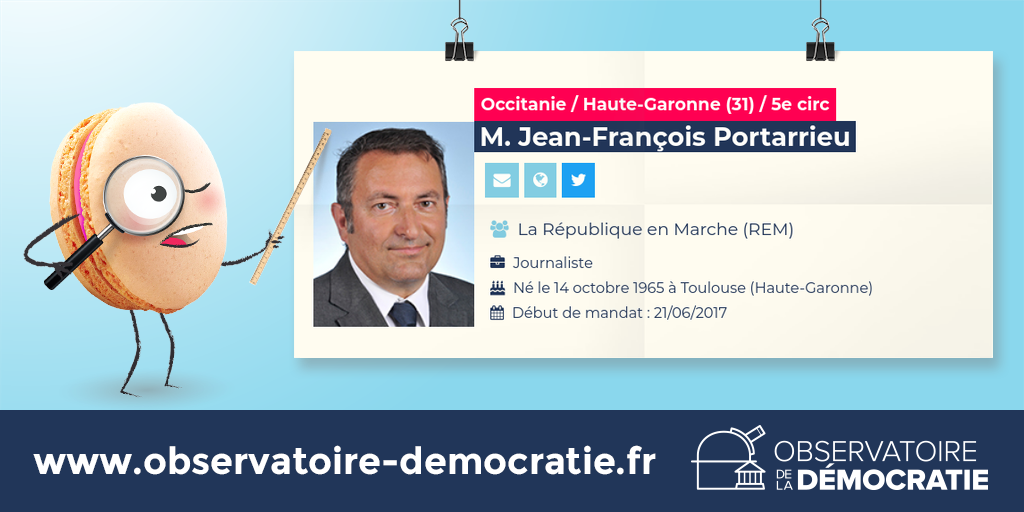 Occitanie / Haute-Garonne (31) / 5e circ
M. Jean-François Portarrieu
La République en Marche (REM)
Journaliste
Né le 14 octobre 1965 à Toulouse (Haute-Garonne)
Début de mandat : 21/06/2017
www.observatoire-democratie.fr
OBSERVATOIRE
DE LA DÉMOCRATIE